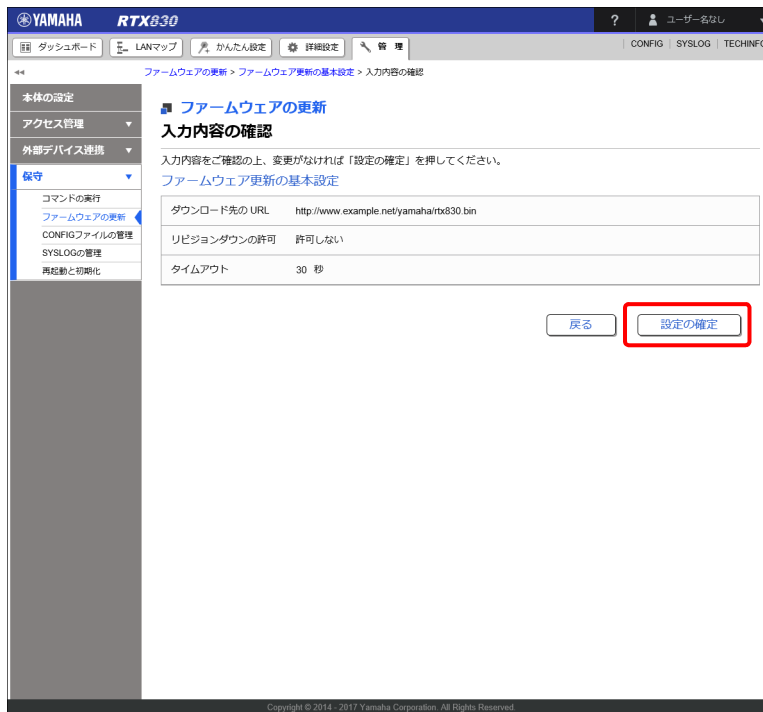 YAMAHA RTX830 ? ユーザー名なし
ダッシュボード LANマップ かんたん設定 詳細設定 管理 CONFIG SYSLOG TECHINFO
ファームウェアの更新 > ファームウェア更新の基本設定 > 入力内容の確認
本体の設定
アクセス管理
外部デバイス連携
保守
コマンドの実行
ファームウェアの更新
CONFIGファイルの管理
SYSLOGの管理
再起動と初期化
ファームウェアの更新
入力内容の確認
入力内容をご確認の上、変更がなければ「設定の確定」を押してください。
ファームウェア更新の基本設定
ダウンロード先の URL http://www.example.net/yamaha/rtx830.bin
リビジョンダウンの許可 許可しない
タイムアウト 30 秒
戻る 設定の確定
Copyright © 2014 - 2017 Yamaha Corporation. All Rights Reserved.